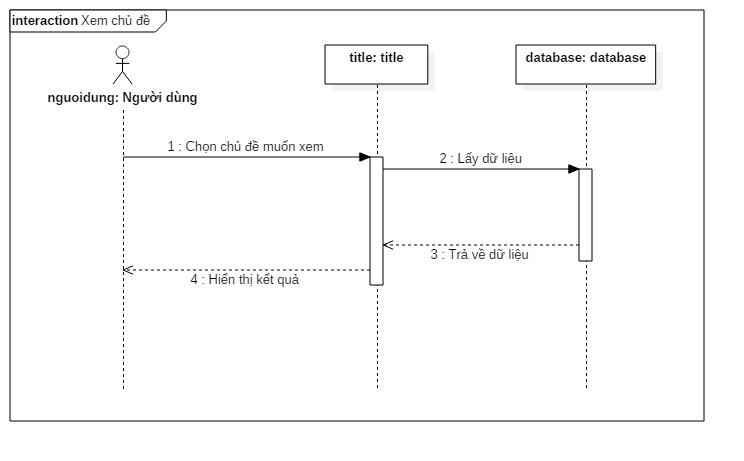 interaction Xem chủ đề
title: title
database: database
nguoidung: Người dùng
1 : Chọn chủ đề muốn xem
2 : Lấy dữ liệu
3 : Trả về dữ liệu
4 : Hiển thị kết quả